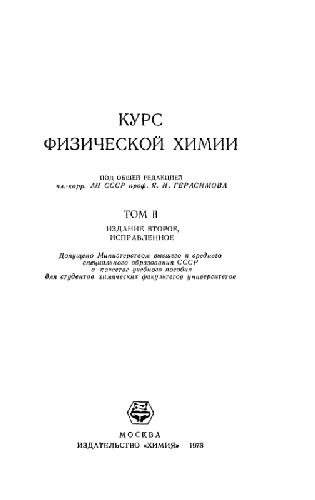 КУРС
ФИЗИЧЕСКОЙ ХИМИИ
ПОД ОБЩЕЙ РЕДАКЦИЕЙ
чл.-корр. АН СССР проф. Я. И. ГЕРАСИМОВА
ТОМ II
ИЗДАНИЕ ВТОРОЕ,
ИСПРАВЛЕННОЕ
Допущено Министерством высшего и среднего
специального образования СССР
в качестве учебного пособия
для студентов химических факультетов университетов
МОСКВА
ИЗДАТЕЛЬСТВО «ХИМИЯ» 1973